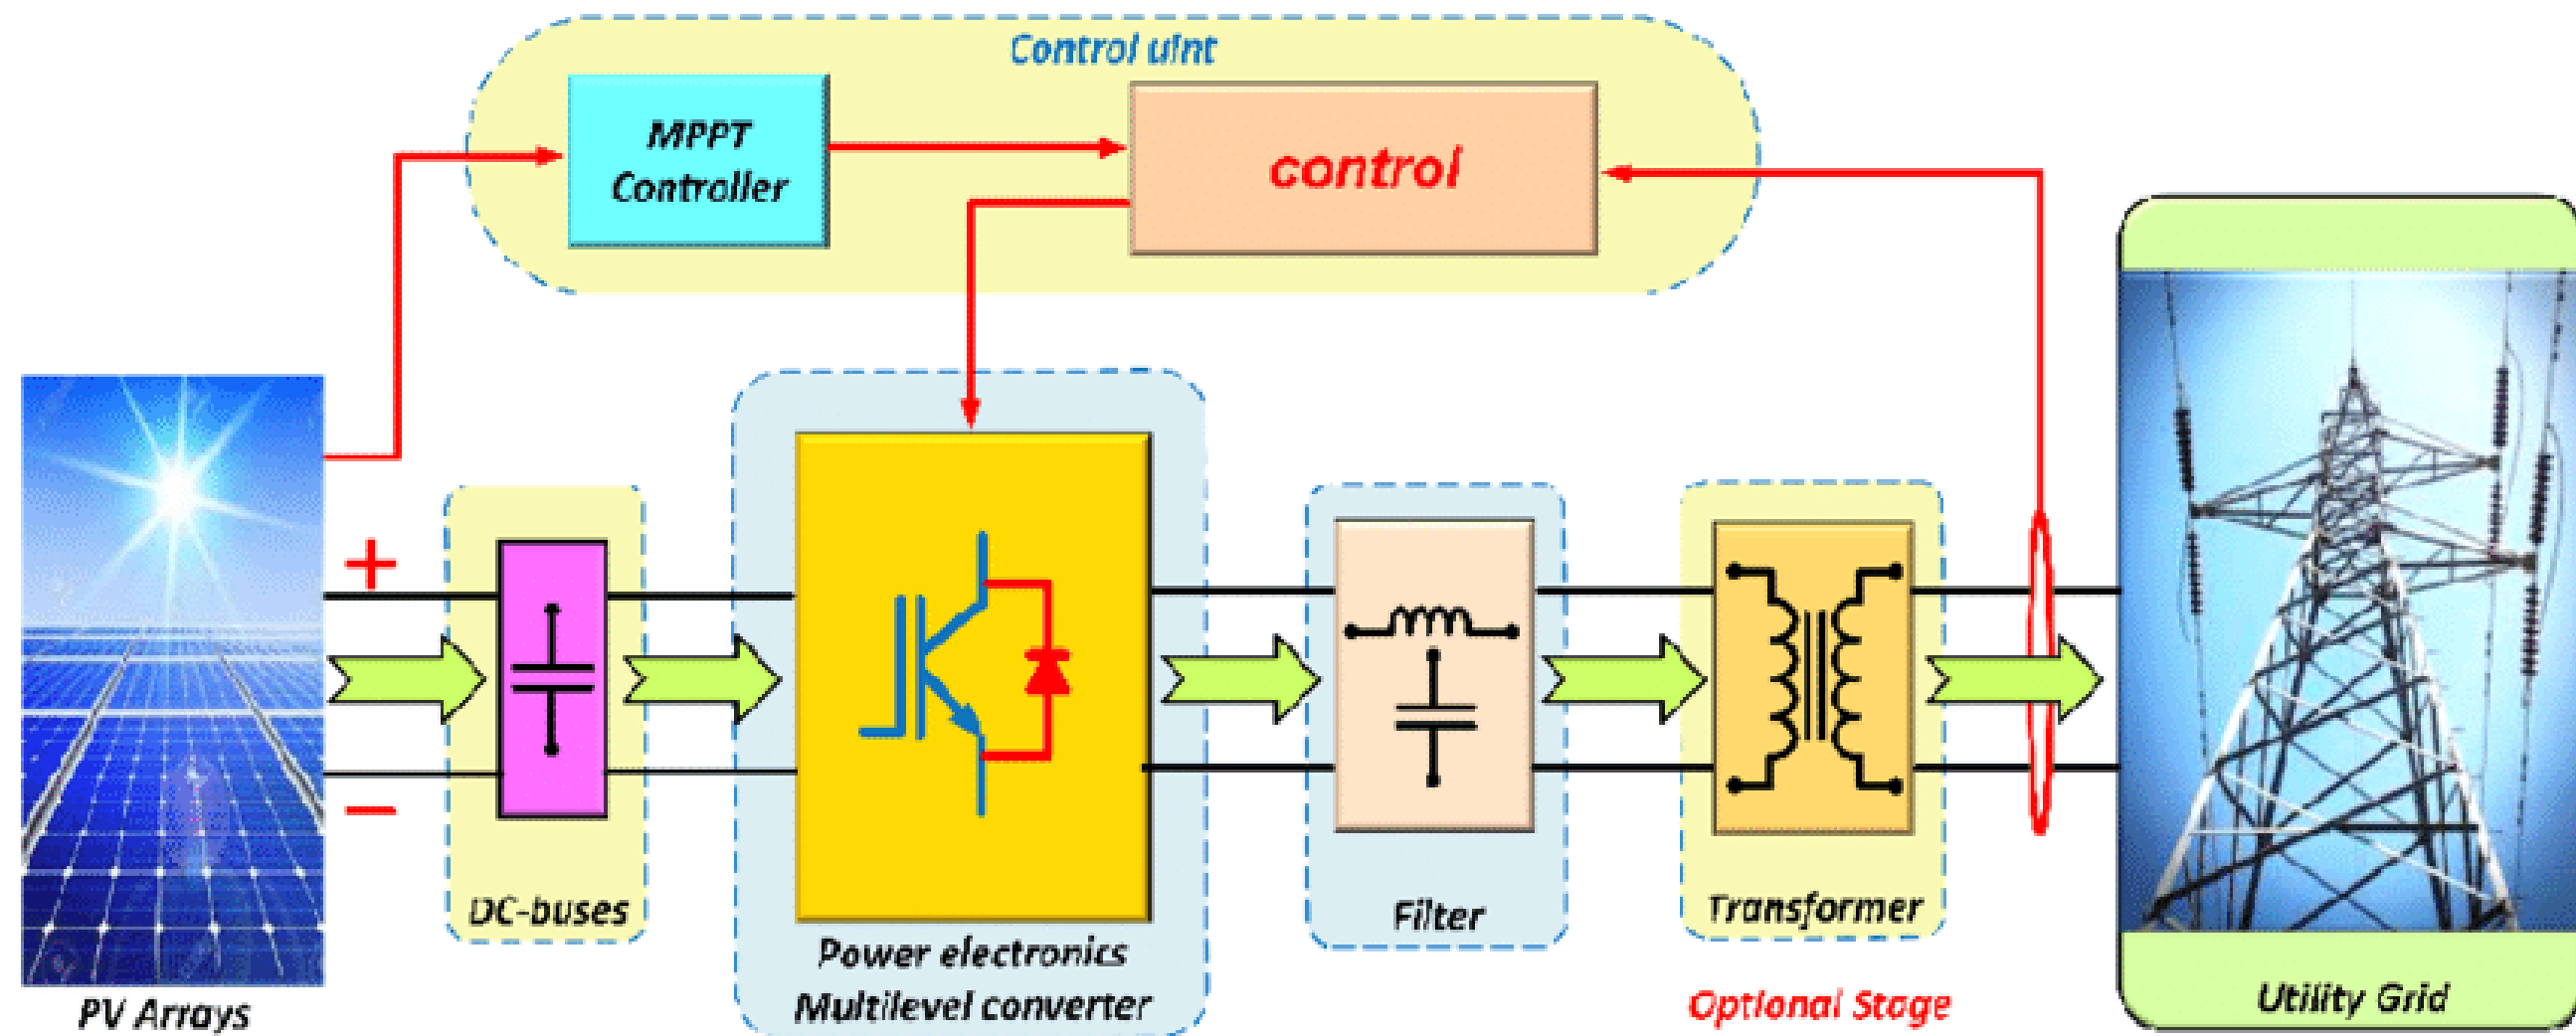 Control uint
MPPT
Controller
control
+
−
DC-buses
Filter
Transformer
Power electronics
Multilevel converter
PV Arrays
Optional Stage
Utility Grid